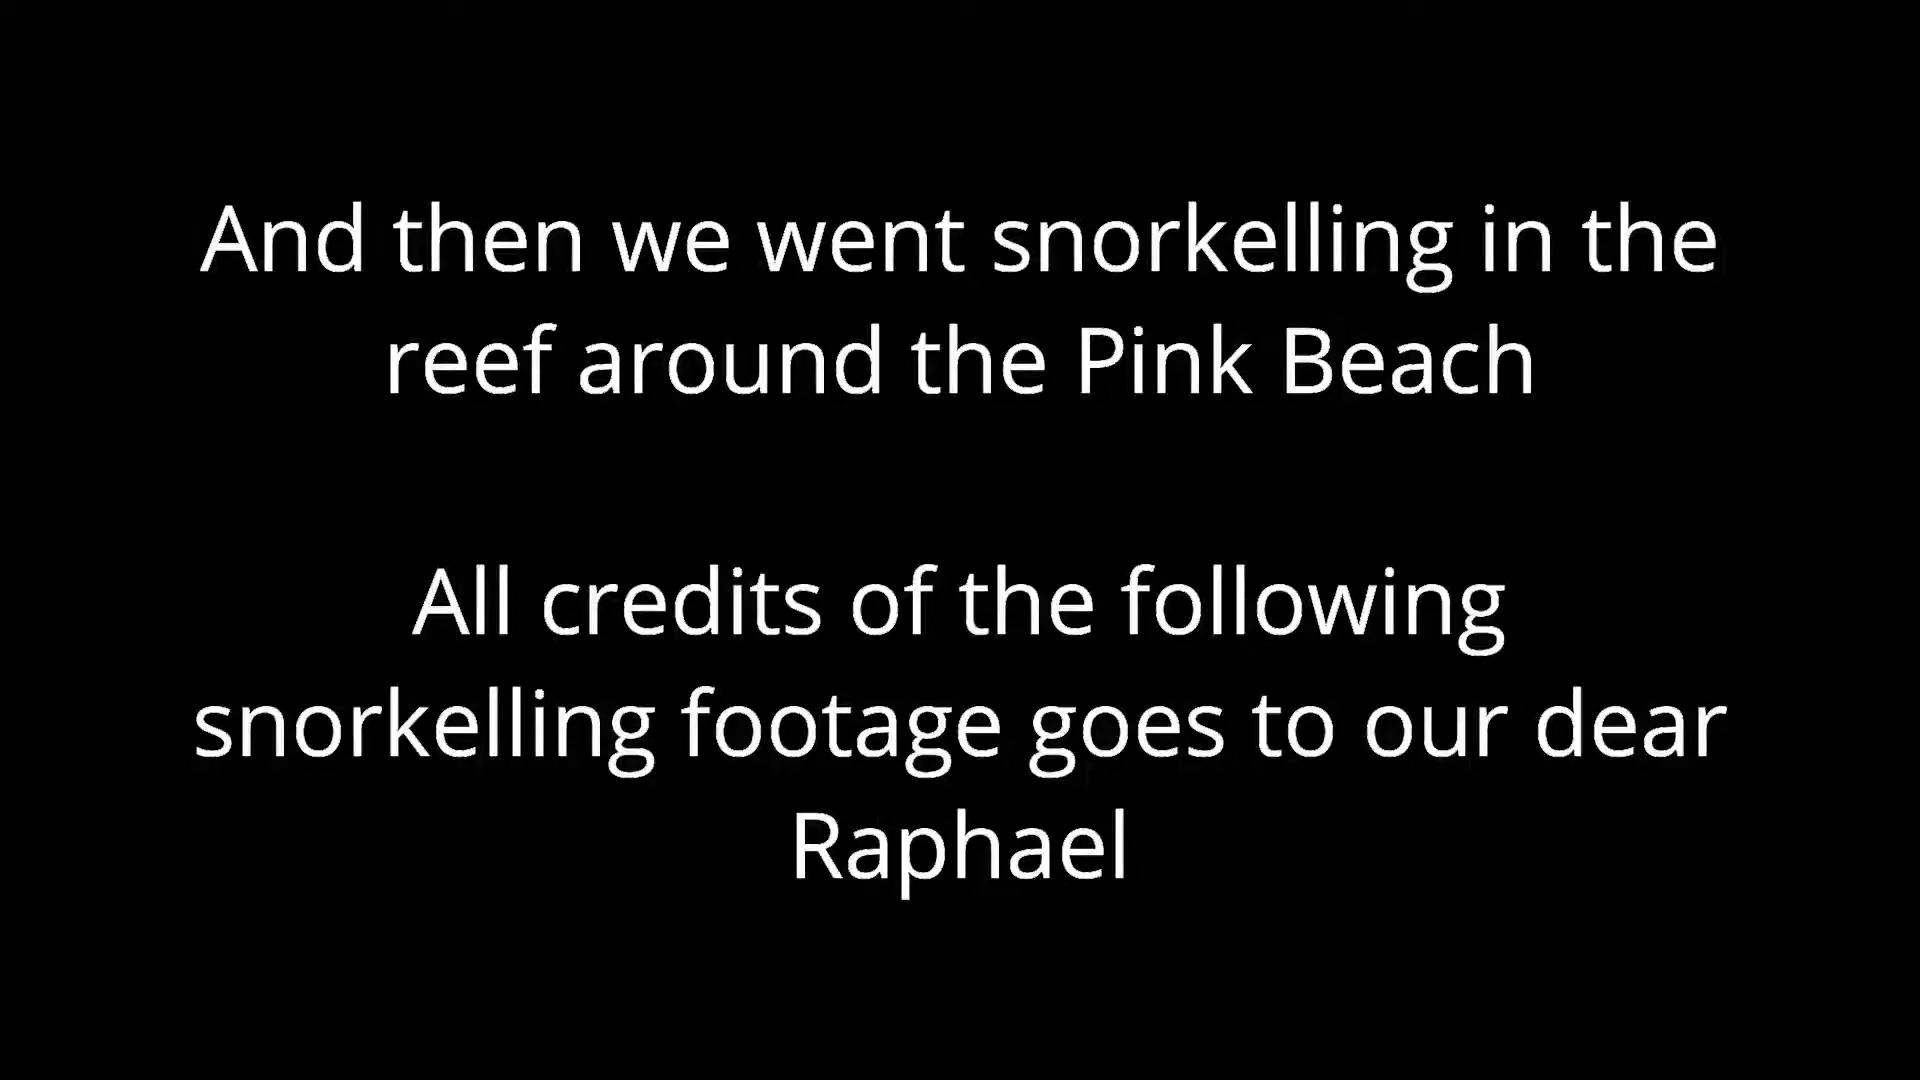 And then we went snorkelling in the
reef around the Pink Beach
All credits of the following
snorkelling footage goes to our dear
Raphael